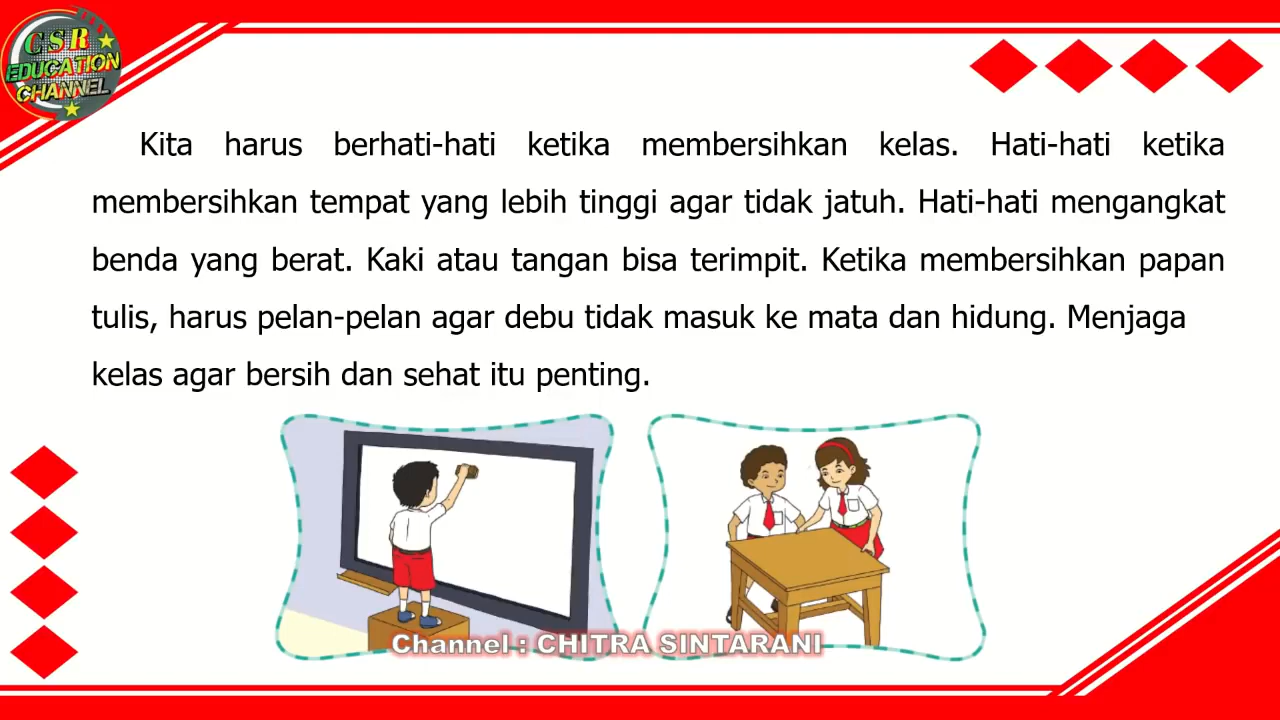 CSR
EDUCATION
CHANNEL
Kita harus berhati-hati ketika membersihkan kelas. Hati-hati ketika
membersihkan tempat yang lebih tinggi agar tidak jatuh. Hati-hati mengangkat
benda yang berat. Kaki atau tangan bisa terimpit. Ketika membersihkan papan
tulis, harus pelan-pelan agar debu tidak masuk ke mata dan hidung. Menjaga
kelas agar bersih dan sehat itu penting.
Channel : CHITRA SINTARANI